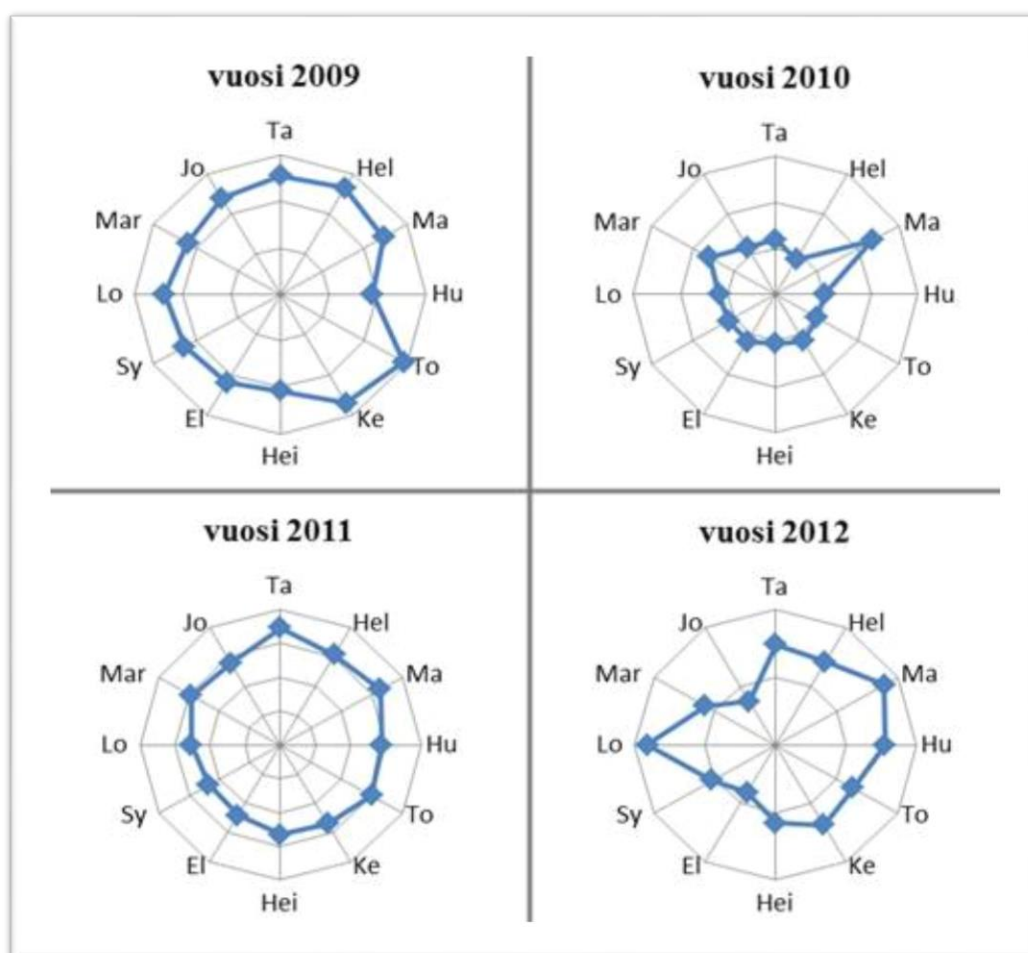 vuosi 2009
Ta
Jo
Hel
Mar
Ma
Lo
Hu
Sy
To
El
Ke
Hei
vuosi 2010
Ta
Jo
Hel
Mar
Ma
Lo
Hu
Sy
To
El
Ke
Hei
vuosi 2011
Ta
Jo
Hel
Mar
Ma
Lo
Hu
Sy
To
El
Ke
Hei
vuosi 2012
Ta
Jo
Hel
Mar
Ma
Lo
Hu
Sy
To
El
Ke
Hei